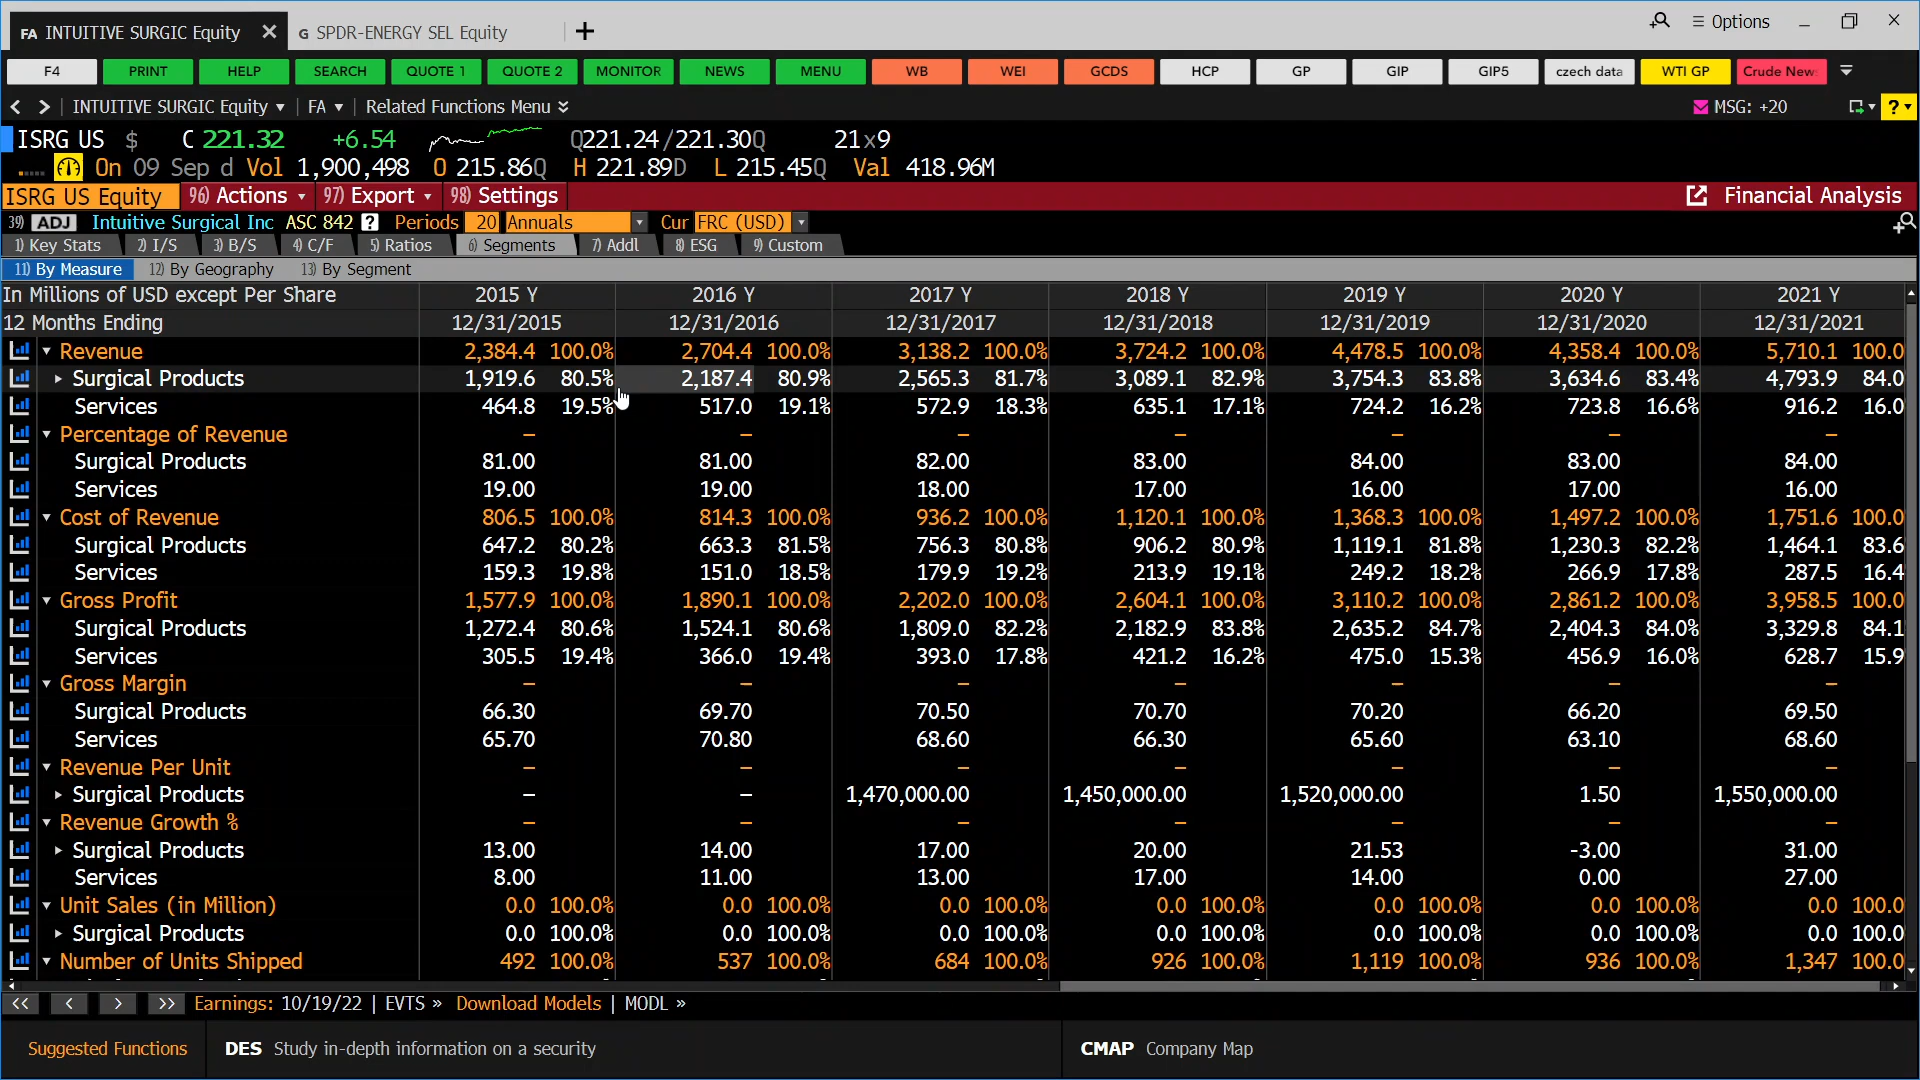 FA INTUITIVE SURGIC Equity × G SPDR-ENERGY SEL Equity + ≡ Options
F4 PRINT HELP SEARCH QUOTE 1 QUOTE 2 MONITOR NEWS MENU WB WEI GCDS HCP GP GIP GIP5 czech data WTI GP Crude New
< > | INTUITIVE SURGIC Equity | FA | Related Functions Menu MSG: +20 ?
ISRG US $ C 221.32 +6.54 Q221.24/221.30Q 21x9
On 09 Sep d Vol 1,900,498 O 215.86Q H 221.89D L 215.45Q Val 418.96M
ISRG US Equity 96) Actions 97) Export 98) Settings Financial Analysis
39) ADJ Intuitive Surgical Inc ASC 842 ? Periods 20 Annuals Cur FRC (USD)
1) Key Stats 2) I/S 3) B/S 4) C/F 5) Ratios 6) Segments 7) Addl 8) ESG 9) Custom
11) By Measure 12) By Geography 13) By Segment
In Millions of USD except Per Share 2015 Y 2016 Y 2017 Y 2018 Y 2019 Y 2020 Y 2021 Y
12 Months Ending 12/31/2015 12/31/2016 12/31/2017 12/31/2018 12/31/2019 12/31/2020 12/31/2021
Revenue 2,384.4 100.0% 2,704.4 100.0% 3,138.2 100.0% 3,724.2 100.0% 4,478.5 100.0% 4,358.4 100.0% 5,710.1 100.0
Surgical Products 1,919.6 80.5% 2,187.4 80.9% 2,565.3 81.7% 3,089.1 82.9% 3,754.3 83.8% 3,634.6 83.4% 4,793.9 84.0
Services 464.8 19.5% 517.0 19.1% 572.9 18.3% 635.1 17.1% 724.2 16.2% 723.8 16.6% 916.2 16.0
Percentage of Revenue – – – – – – –
Surgical Products 81.00 81.00 82.00 83.00 84.00 83.00 84.00
Services 19.00 19.00 18.00 17.00 16.00 17.00 16.00
Cost of Revenue 806.5 100.0% 814.3 100.0% 936.2 100.0% 1,120.1 100.0% 1,368.3 100.0% 1,497.2 100.0% 1,751.6 100.0
Surgical Products 647.2 80.2% 663.3 81.5% 756.3 80.8% 906.2 80.9% 1,119.1 81.8% 1,230.3 82.2% 1,464.1 83.6
Services 159.3 19.8% 151.0 18.5% 179.9 19.2% 213.9 19.1% 249.2 18.2% 266.9 17.8% 287.5 16.4
Gross Profit 1,577.9 100.0% 1,890.1 100.0% 2,202.0 100.0% 2,604.1 100.0% 3,110.2 100.0% 2,861.2 100.0% 3,958.5 100.0
Surgical Products 1,272.4 80.6% 1,524.1 80.6% 1,809.0 82.2% 2,182.9 83.8% 2,635.2 84.7% 2,404.3 84.0% 3,329.8 84.1
Services 305.5 19.4% 366.0 19.4% 393.0 17.8% 421.2 16.2% 475.0 15.3% 456.9 16.0% 628.7 15.9
Gross Margin – – – – – – –
Surgical Products 66.30 69.70 70.50 70.70 70.20 66.20 69.50
Services 65.70 70.80 68.60 66.30 65.60 63.10 68.60
Revenue Per Unit – – – – – – –
Surgical Products – – 1,470,000.00 1,450,000.00 1,520,000.00 1.50 1,550,000.00
Revenue Growth % – – – – – – –
Surgical Products 13.00 14.00 17.00 20.00 21.53 -3.00 31.00
Services 8.00 11.00 13.00 17.00 14.00 0.00 27.00
Unit Sales (in Million) 0.0 100.0% 0.0 100.0% 0.0 100.0% 0.0 100.0% 0.0 100.0% 0.0 100.0% 0.0 100.0
Surgical Products 0.0 100.0% 0.0 100.0% 0.0 100.0% 0.0 100.0% 0.0 100.0% 0.0 100.0% 0.0 100.0
Number of Units Shipped 492 100.0% 537 100.0% 684 100.0% 926 100.0% 1,119 100.0% 936 100.0% 1,347 100.0
<< < > >> Earnings: 10/19/22 | EVTS » Download Models | MODL »
Suggested Functions DES Study in-depth information on a security CMAP Company Map